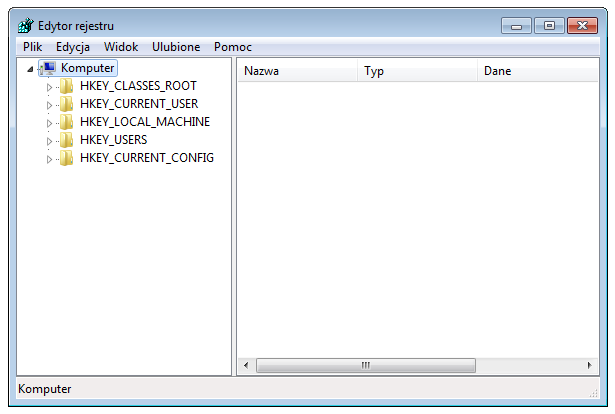 Edytor rejestru
Plik Edycja Widok Ulubione Pomoc
Komputer
HKEY_CLASSES_ROOT
HKEY_CURRENT_USER
HKEY_LOCAL_MACHINE
HKEY_USERS
HKEY_CURRENT_CONFIG
Nazwa Typ Dane
Komputer